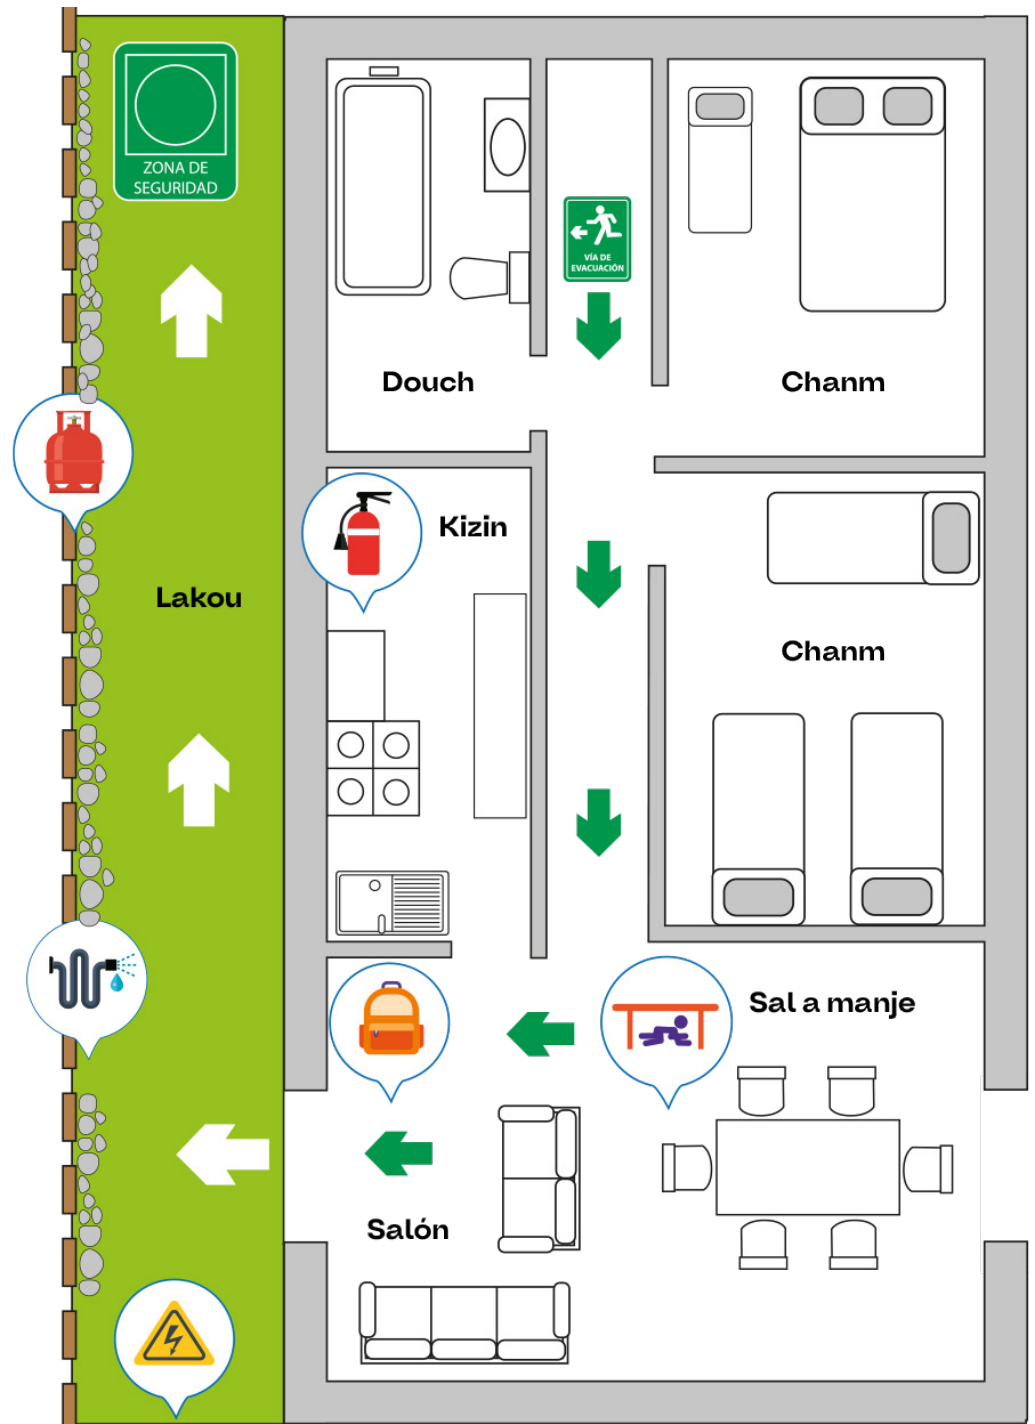 ZONA DE
SEGURIDAD
VÍA DE
EVACUACIÓN
Douch
Chanm
Kizin
Lakou
Chanm
Sal a manje
Salón